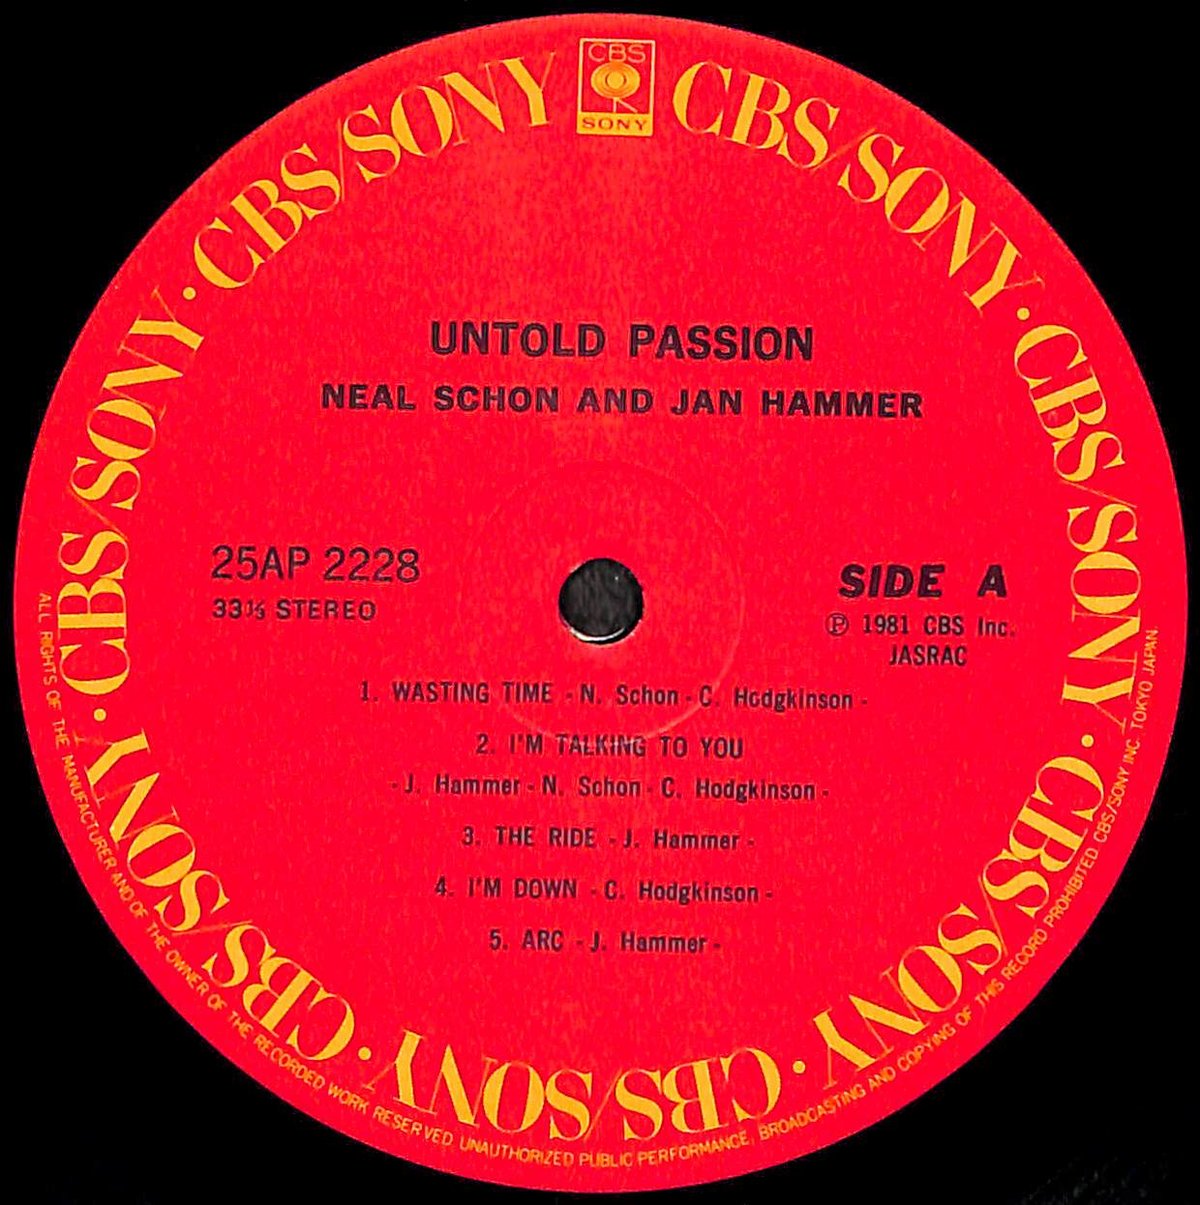 CBS
SONY
CBS/SONY · CBS/SONY · CBS/SONY · CBS/SONY · CBS/SONY · CBS/SONY · CBS/SONY · CBS/SONY
UNTOLD PASSION
NEAL SCHON AND JAN HAMMER
25AP 2228
33⅓ STEREO
SIDE A
Ⓟ 1981 CBS Inc.
JASRAC
1. WASTING TIME - N. Schon - C. Hodgkinson -
2. I'M TALKING TO YOU
- J. Hammer - N. Schon - C. Hodgkinson -
3. THE RIDE - J. Hammer -
4. I'M DOWN - C. Hodgkinson -
5. ARC - J. Hammer -
ALL RIGHTS OF THE MANUFACTURER AND OF THE OWNER OF THE RECORDED WORK RESERVED. UNAUTHORIZED PUBLIC PERFORMANCE, BROADCASTING AND COPYING OF THIS RECORD PROHIBITED. CBS/SONY INC. TOKYO JAPAN.